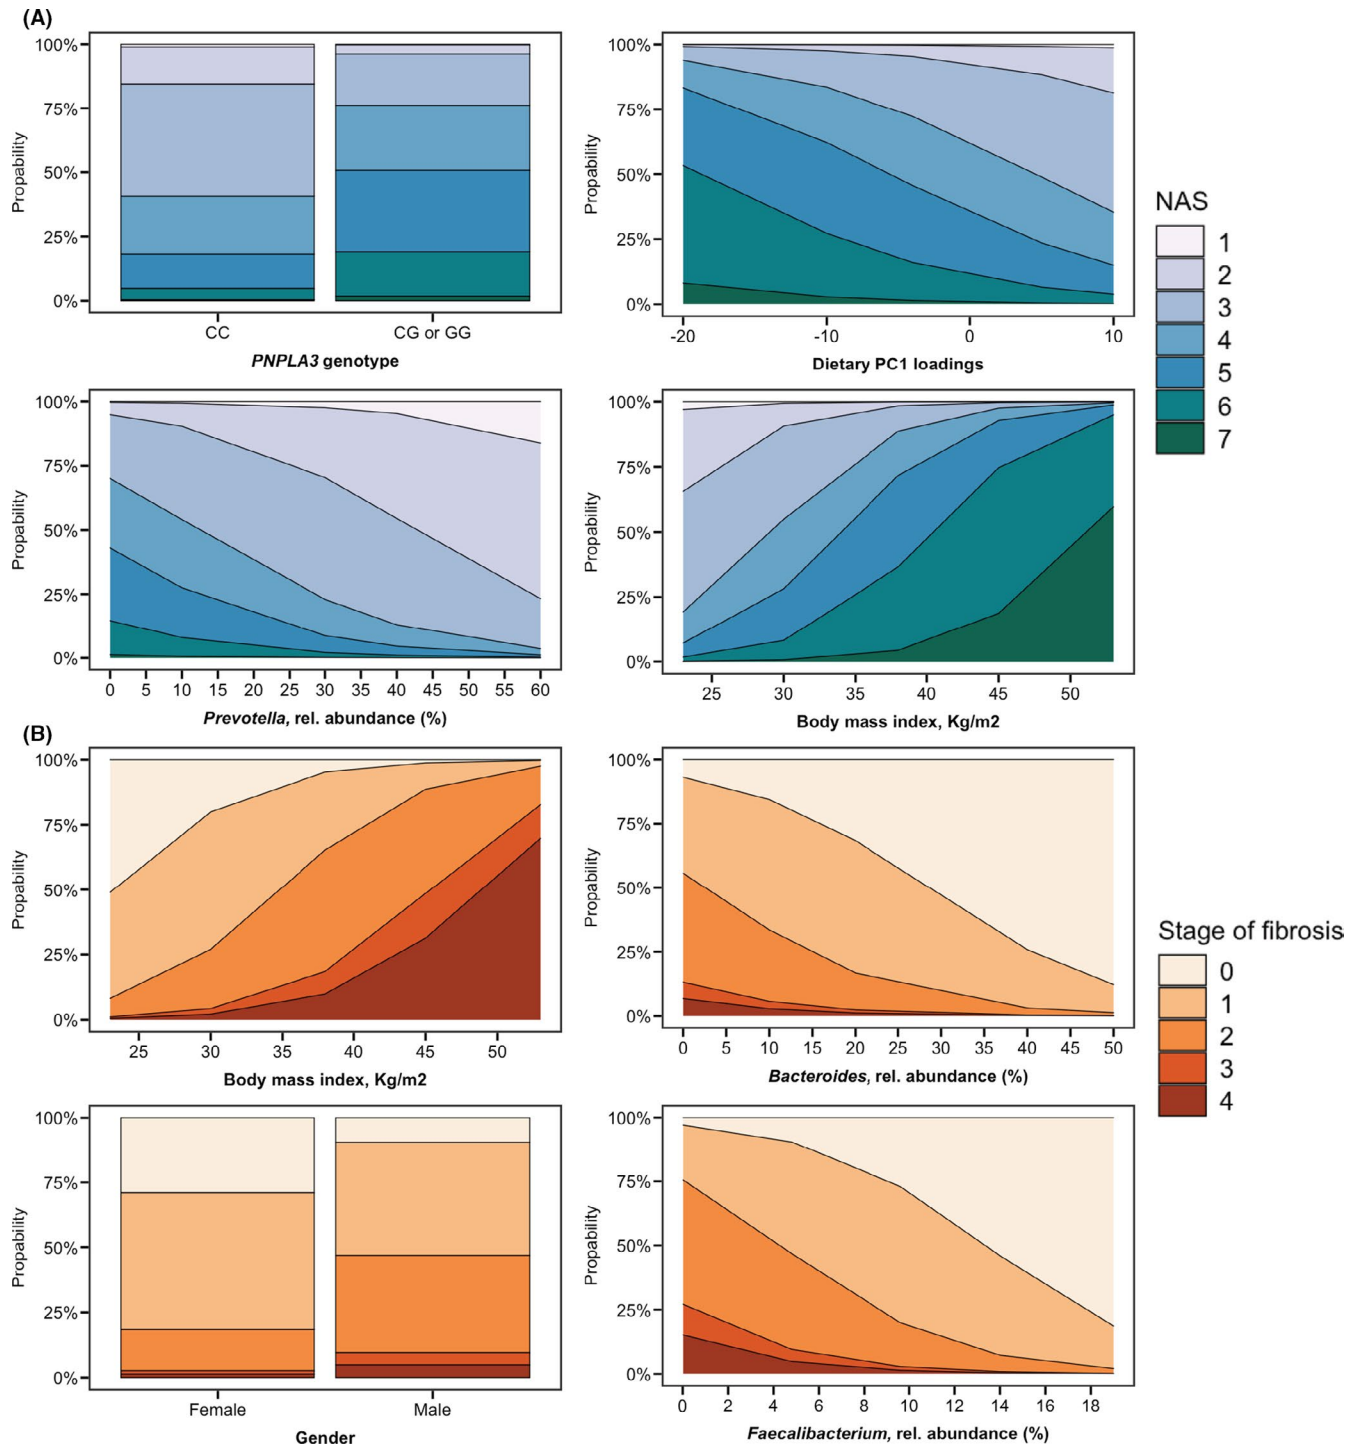 (A)
Propability
100%
75%
50%
25%
0%
CC
CG or GG
PNPLA3 genotype
Propability
100%
75%
50%
25%
0%
-20
-10
0
10
Dietary PC1 loadings
NAS
1
2
3
4
5
6
7
Propability
100%
75%
50%
25%
0%
0 5 10 15 20 25 30 35 40 45 50 55 60
Prevotella, rel. abundance (%)
Propability
100%
75%
50%
25%
0%
25 30 35 40 45 50
Body mass index, Kg/m2
(B)
Propability
100%
75%
50%
25%
0%
25 30 35 40 45 50
Body mass index, Kg/m2
Propability
100%
75%
50%
25%
0%
0 5 10 15 20 25 30 35 40 45 50
Bacteroides, rel. abundance (%)
Stage of fibrosis
0
1
2
3
4
Propability
100%
75%
50%
25%
0%
Female
Male
Gender
Propability
100%
75%
50%
25%
0%
0 2 4 6 8 10 12 14 16 18
Faecalibacterium, rel. abundance (%)